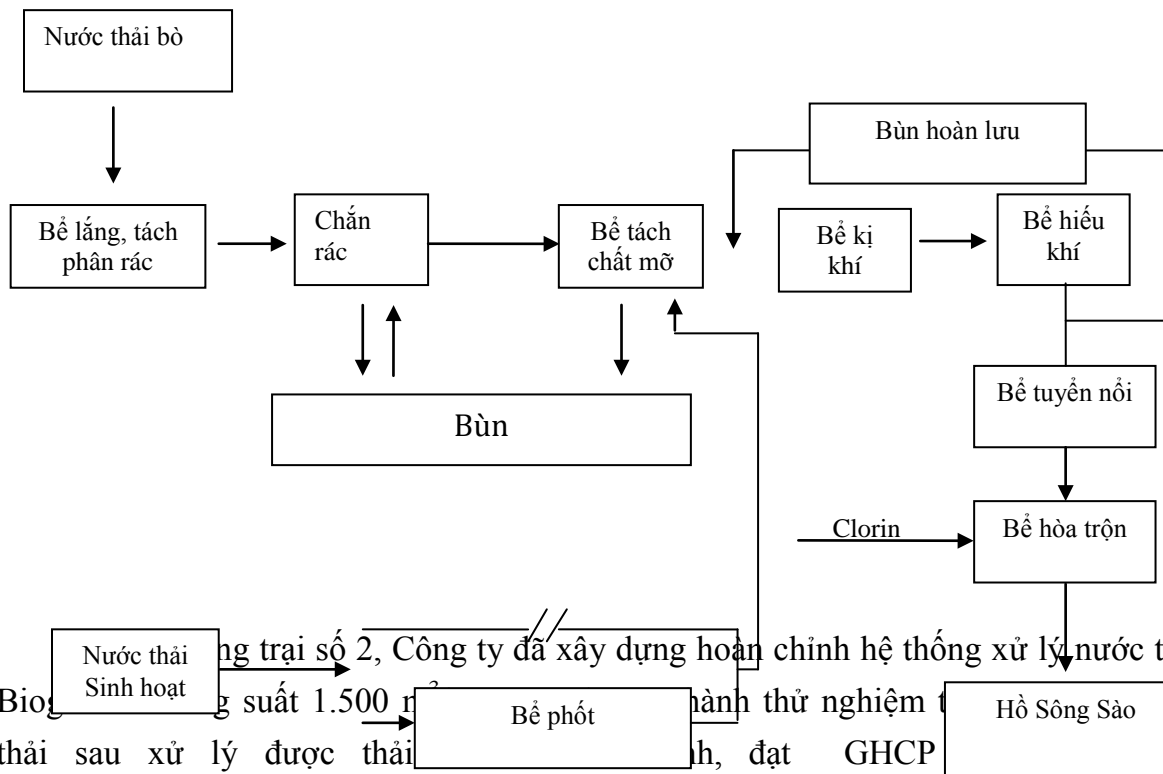 Nước thải bò
Bùn hoàn lưu
Bể lắng, tách
phân rác
Chắn
rác
Bể tách
chất mỡ
Bể kị
khí
Bể hiếu
khí
Bể tuyển nổi
Bùn
Clorin
Bể hòa trộn
Nước thải
Sinh hoạt
trại số 2, Công ty đã xây dựng hoàn chỉnh hệ thống xử lý nước
suất 1.500 hành thử nghiệm
Bể phốt
Hồ Sông Sào
thải sau xử lý được thải đạt GHCP